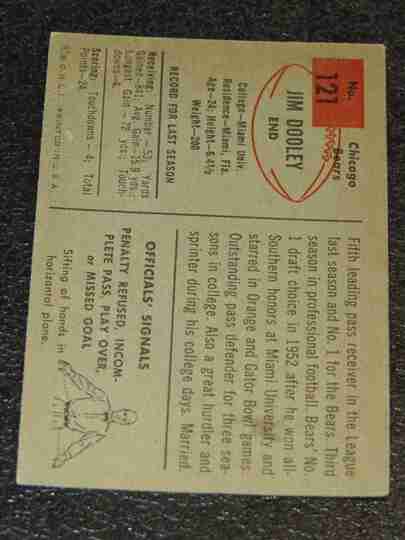 No.
121
Chicago
Bears
JIM DOOLEY
END
College—Miami Univ.
Residence—Miami, Fla.
Age—24; Height—6.4½
Weight—200
RECORD FOR LAST SEASON
Receiving: Number — 53; Yards
Gained—841; Avg. Gain—15.9 yds.;
Longest Gain — 72 yds.; Touch-
downs—4.
Scoring: Touchdowns — 4; Total
Points—24.
© B. G. H. L. I. PRINTED IN U.S.A.
Fifth leading pass receiver in the League
last season and No. 1 for the Bears. Third
season in professional football. Bears' No.
1 draft choice in 1952 after he won all-
Southern honors at Miami University and
starred in Orange and Gator Bowl games.
Outstanding pass defender for three sea-
sons in college. Also a great hurdler and
sprinter during his college days. Married.
OFFICIALS' SIGNALS
PENALTY REFUSED, INCOM-
PLETE PASS, PLAY OVER,
or MISSED GOAL
Sifting of hands in
horizontal plane.